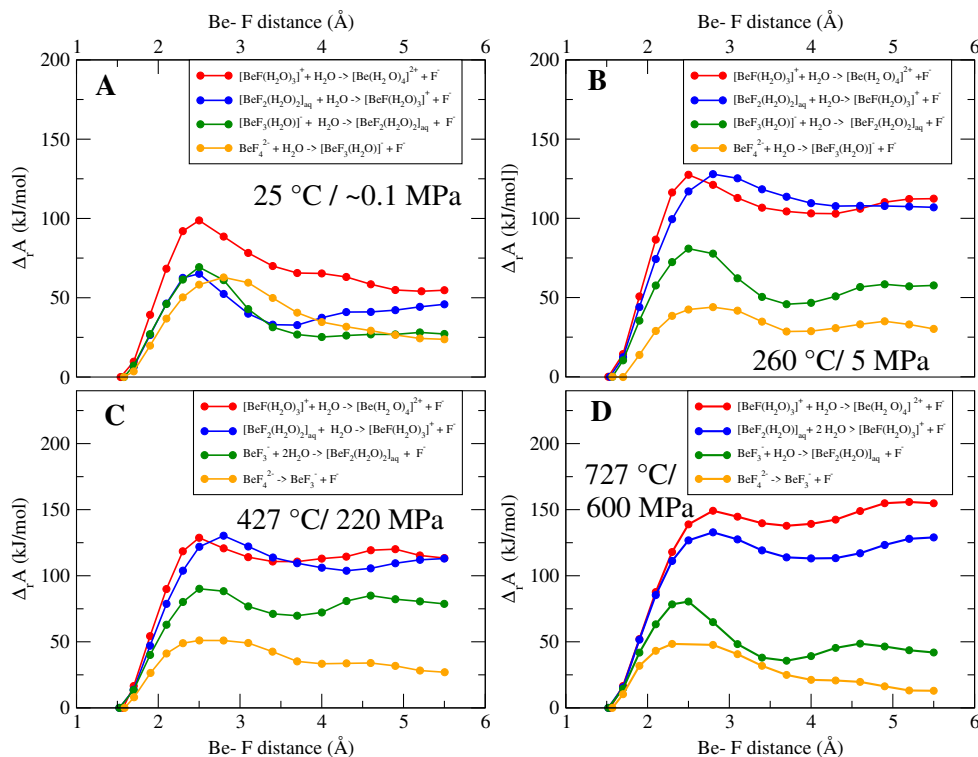 Be- F distance (Å)
Be- F distance (Å)
1 2 3 4 5 6
1 2 3 4 5 6
A
[BeF(H₂O)₃]⁺+ H₂O -> [Be(H₂O)₄]²⁺ + F⁻
[BeF₂(H₂O)₂]aq + H₂O -> [BeF(H₂O)₃]⁺ + F⁻
[BeF₃(H₂O)]⁻ + H₂O -> [BeF₂(H₂O)₂]aq + F⁻
BeF₄²⁻ + H₂O -> [BeF₃(H₂O)]⁻ + F⁻
25 °C / ~0.1 MPa
ΔrA (kJ/mol)
200
150
100
50
0
B
[BeF(H₂O)₃]⁺+ H₂O -> [Be(H₂O)₄]²⁺ + F⁻
[BeF₂(H₂O)₂]aq + H₂O -> [BeF(H₂O)₃]⁺ + F⁻
[BeF₃(H₂O)]⁻ + H₂O -> [BeF₂(H₂O)₂]aq + F⁻
BeF₄²⁻ + H₂O -> [BeF₃(H₂O)]⁻ + F⁻
260 °C/ 5 MPa
ΔrA (kJ/mol])
200
150
100
50
0
C
[BeF(H₂O)₃]⁺+ H₂O -> [Be(H₂O)₄]²⁺ + F⁻
[BeF₂(H₂O)₂]aq + H₂O -> [BeF(H₂O)₃]⁺ + F⁻
BeF₃⁻ + 2H₂O -> [BeF₂(H₂O)₂]aq + F⁻
BeF₄²⁻ -> BeF₃⁻ + F⁻
427 °C/ 220 MPa
ΔrA (kJ/mol)
200
150
100
50
0
D
[BeF(H₂O)₃]⁺+ H₂O -> [Be(H₂O)₄]²⁺ + F⁻
[BeF₂(H₂O)]aq + 2 H₂O > [BeF(H₂O)₃]⁺ + F⁻
BeF₃⁻ + H₂O -> [BeF₂(H₂O)]aq + F⁻
BeF₄²⁻ -> BeF₃⁻ + F⁻
727 °C/
600 MPa
ΔrA (kJ/mol)
200
150
100
50
0
1 2 3 4 5 6
1 2 3 4 5 6
Be- F distance (Å)
Be- F distance (Å)